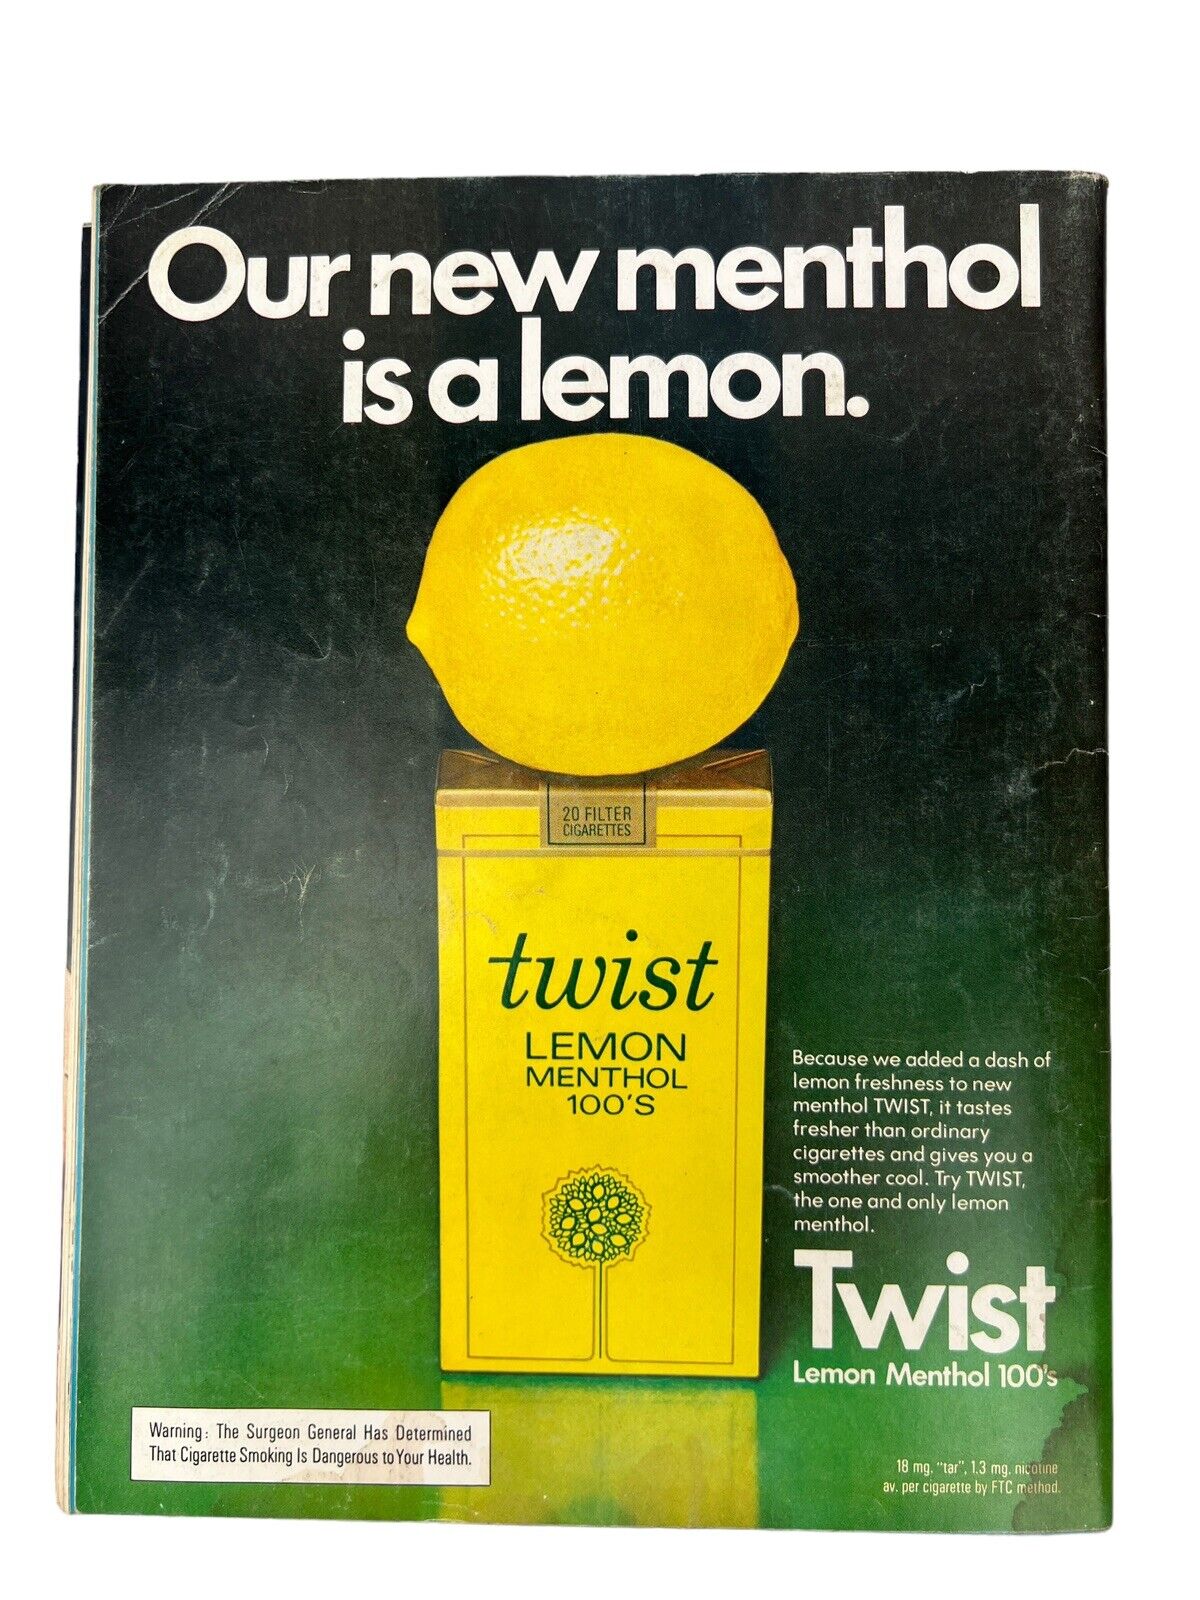 Our new menthol
is a lemon.
20 FILTER
CIGARETTES
twist
LEMON
MENTHOL
100'S
Because we added a dash of
lemon freshness to new
menthol TWIST, it tastes
fresher than ordinary
cigarettes and gives you a
smoother cool. Try TWIST,
the one and only lemon
menthol.
Twist
Lemon Menthol 100's
Warning: The Surgeon General Has Determined
That Cigarette Smoking Is Dangerous to Your Health.
18 mg. "tar", 1.3 mg. nicotine
av. per cigarette by FTC method.